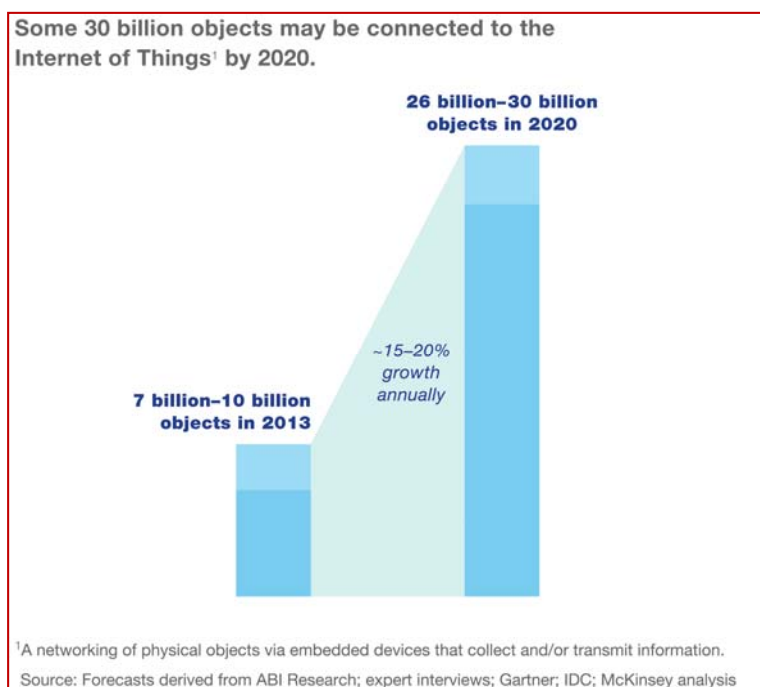 Some 30 billion objects may be connected to the
Internet of Things¹ by 2020.
26 billion–30 billion
objects in 2020
~15–20%
growth
annually
7 billion–10 billion
objects in 2013
¹A networking of physical objects via embedded devices that collect and/or transmit information.
Source: Forecasts derived from ABI Research; expert interviews; Gartner; IDC; McKinsey analysis